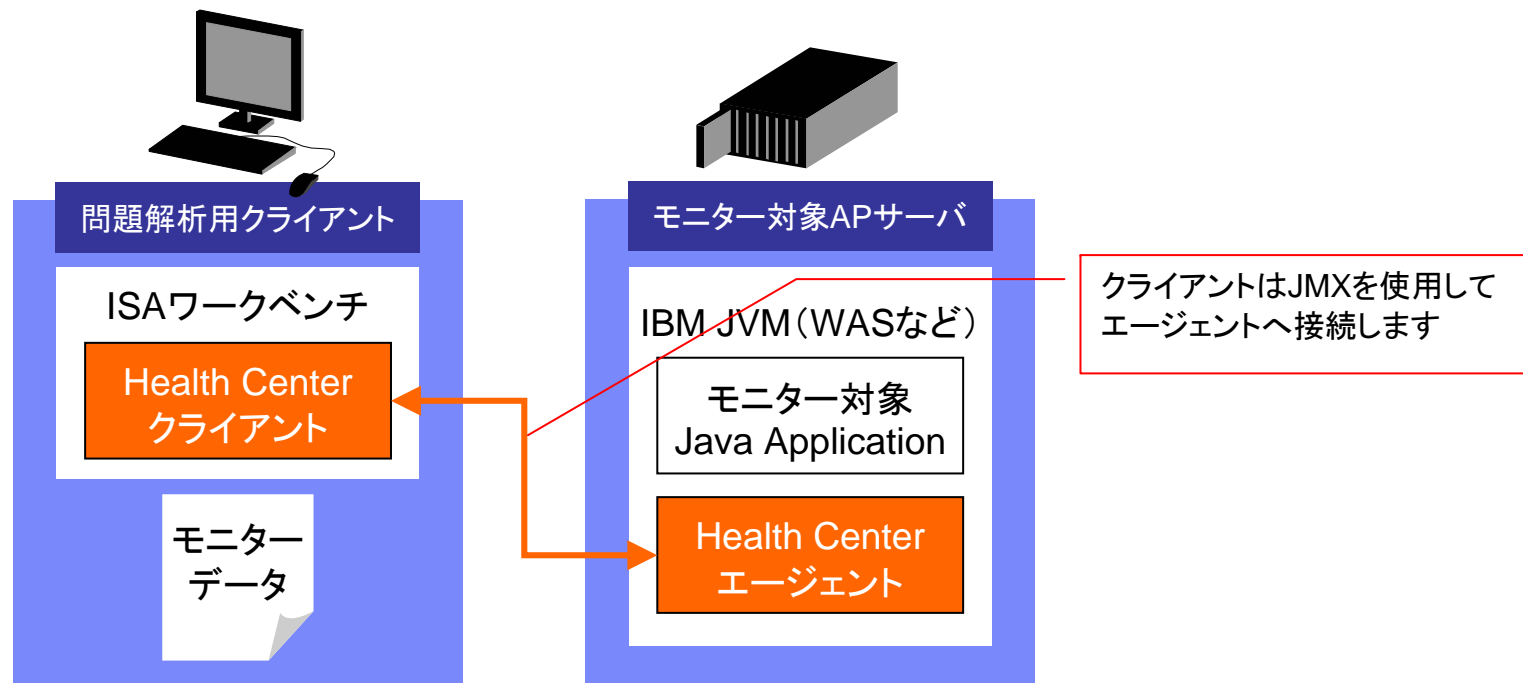 問題解析用クライアント
ISAワークベンチ
Health Center
クライアント
モニター
データ
モニター対象APサーバ
IBM JVM（WASなど）
モニター対象
Java Application
Health Center
エージェント
クライアントはJMXを使用して
エージェントへ接続します